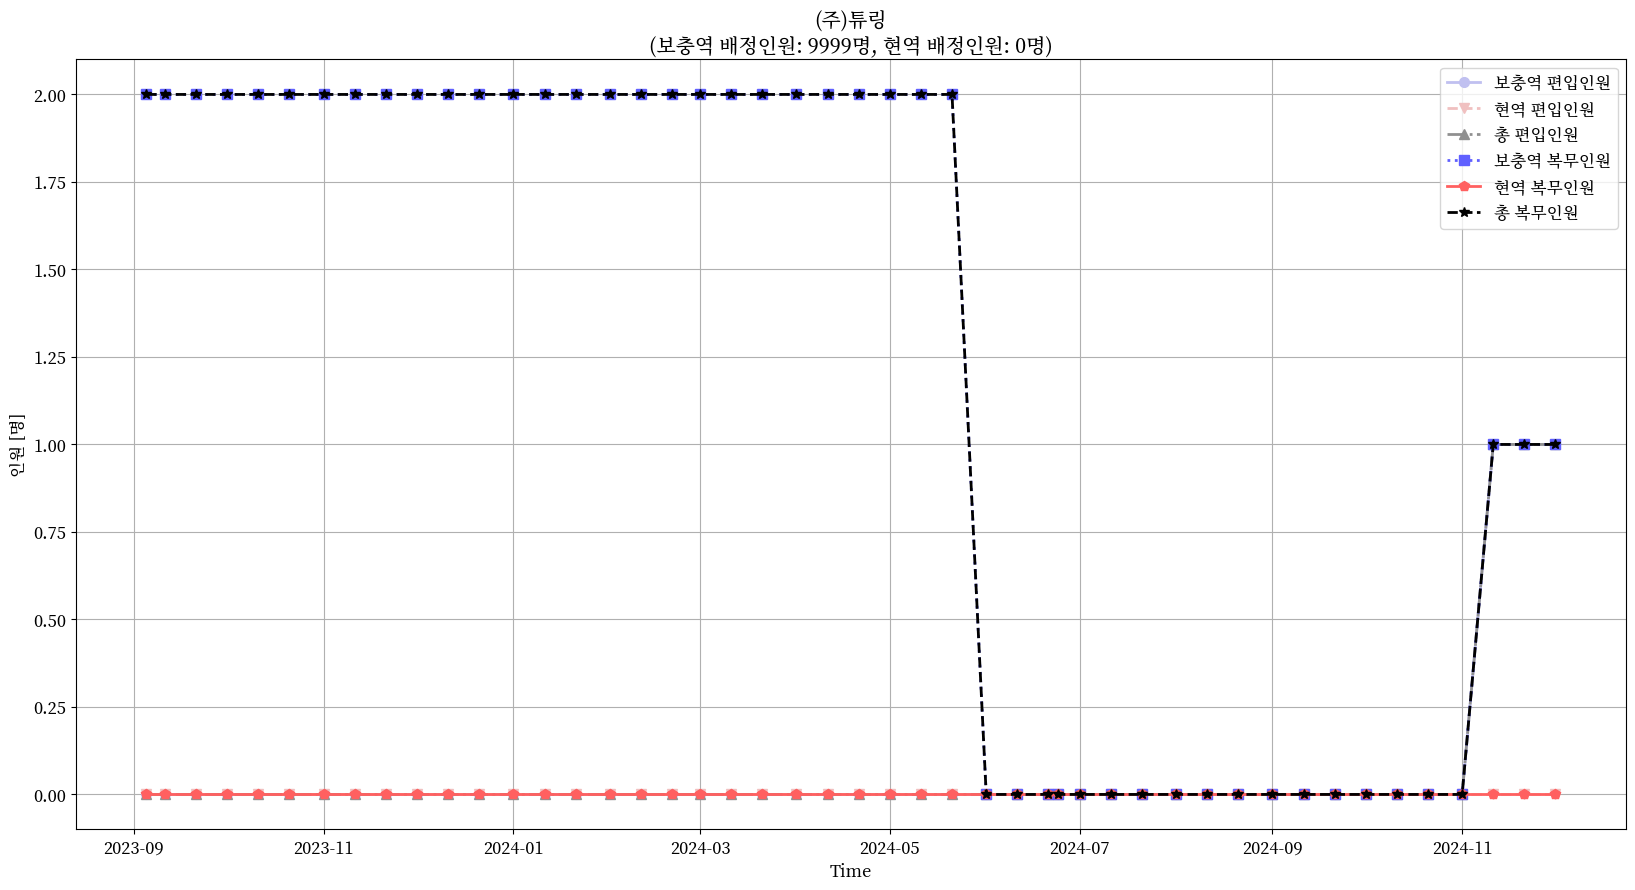 (주)튜링
(보충역 배정인원: 9999명, 현역 배정인원: 0명)
보충역 편입인원
현역 편입인원
총 편입인원
보충역 복무인원
현역 복무인원
총 복무인원
인원 [명]
2.00
1.75
1.50
1.25
1.00
0.75
0.50
0.25
0.00
2023-09
2023-11
2024-01
2024-03
2024-05
2024-07
2024-09
2024-11
Time